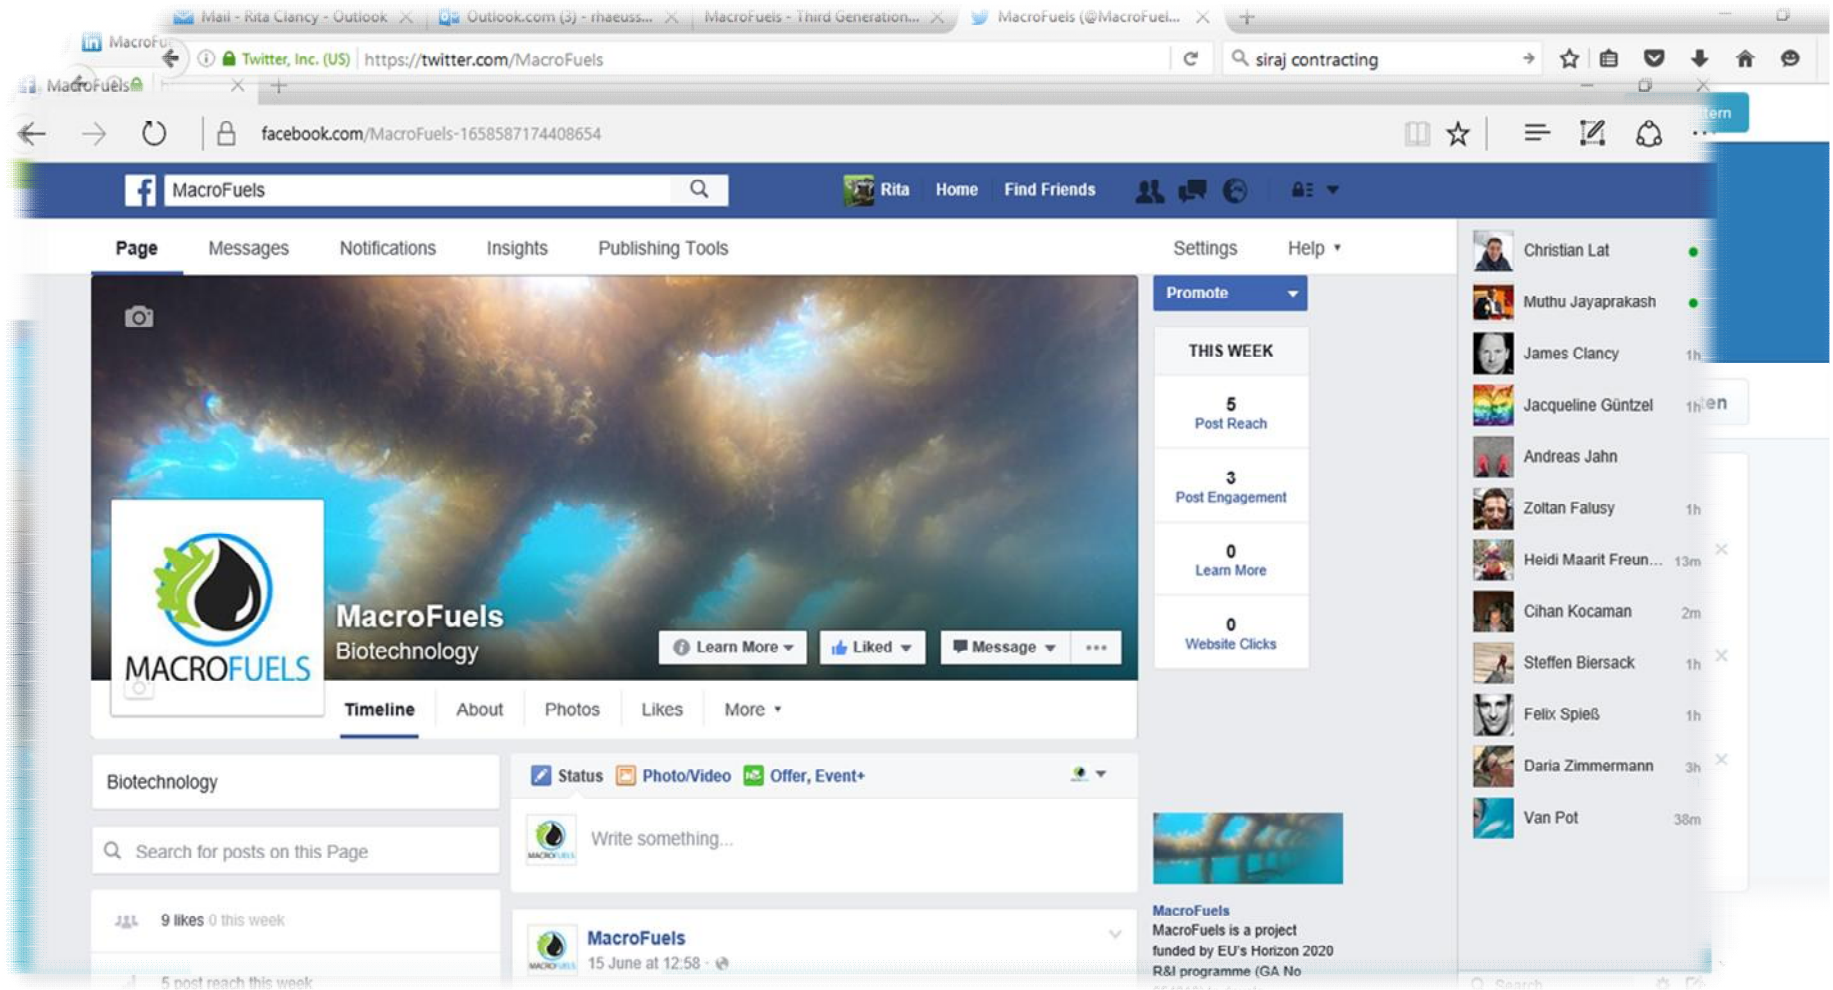 Mail - Rita Clancy - Outlook
Outlook.com (3) - rhaeuss...
MacroFuels - Third Generation...
MacroFuels (@MacroFuel...
Twitter, Inc. (US)
https://twitter.com/MacroFuels
siraj contracting
MacroFuels
facebook.com/MacroFuels-1658587174408654
MacroFuels
Rita
Home
Find Friends
Page
Messages
Notifications
Insights
Publishing Tools
Settings
Help
Promote
THIS WEEK
5
Post Reach
3
Post Engagement
0
Learn More
0
Website Clicks
MACROFUELS
MacroFuels
Biotechnology
Learn More
Liked
Message
Timeline
About
Photos
Likes
More
Biotechnology
Search for posts on this Page
9 likes 0 this week
5 post reach this week
Status
Photo/Video
Offer, Event+
Write something...
MacroFuels
15 June at 12:58
MacroFuels
MacroFuels is a project
funded by EU's Horizon 2020
R&I programme (GA No
Christian Lat
Muthu Jayaprakash
James Clancy 1h
Jacqueline Güntzel 1h
Andreas Jahn
Zoltan Falusy 1h
Heidi Maarit Freun... 13m
Cihan Kocaman 2m
Steffen Biersack 1h
Felix Spieß 1h
Daria Zimmermann 3h
Van Pot 38m
Search